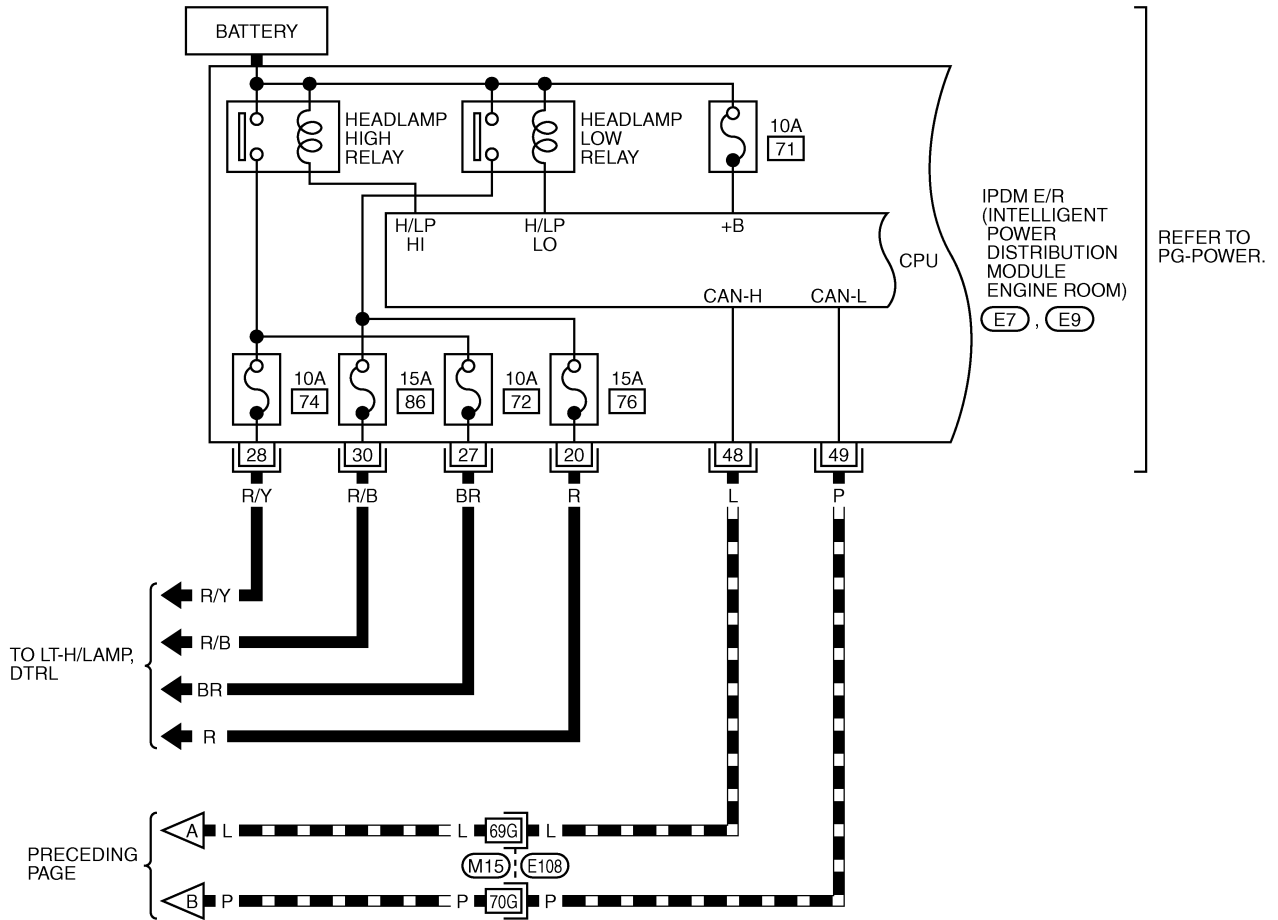 BATTERY
HEADLAMP
HIGH
RELAY
HEADLAMP
LOW
RELAY
10A
71
H/LP
HI
H/LP
LO
+B
CPU
CAN-H
CAN-L
IPDM E/R
(INTELLIGENT
POWER
DISTRIBUTION
MODULE
ENGINE ROOM)
E7 , E9
REFER TO
PG-POWER.
10A
74
15A
86
10A
72
15A
76
28
30
27
20
48
49
R/Y
R/B
BR
R
L
P
TO LT-H/LAMP,
DTRL
R/Y
R/B
BR
R
PRECEDING
PAGE
A L L 69G L
M15 E108
B P P 70G P